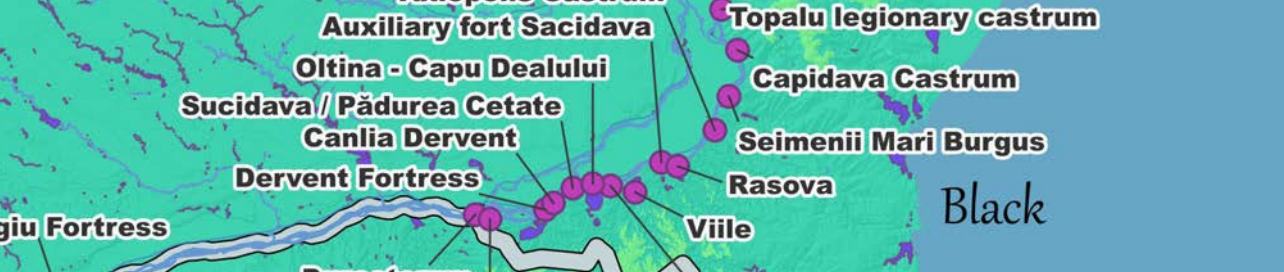 Topalu legionary castrum
Auxiliary fort Sacidava
Oltina - Capu Dealului
Capidava Castrum
Sucidava / Pădurea Cetate
Canlia Dervent
Seimenii Mari Burgus
Dervent Fortress
Rasova
Black
giu Fortress
Viile